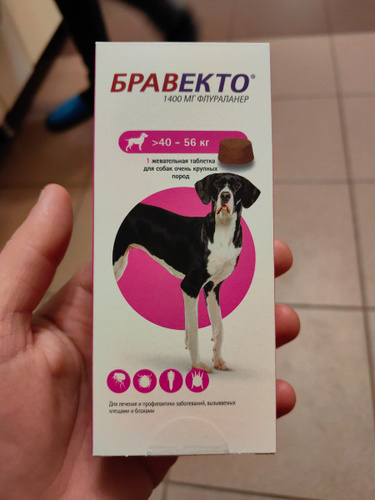 БРАВЕКТО®
1400 МГ ФЛУРАЛАНЕР
>40 – 56 кг
1 жевательная таблетка
для собак очень крупных
пород
Для лечения и профилактики заболеваний, вызываемых
клещами и блохами